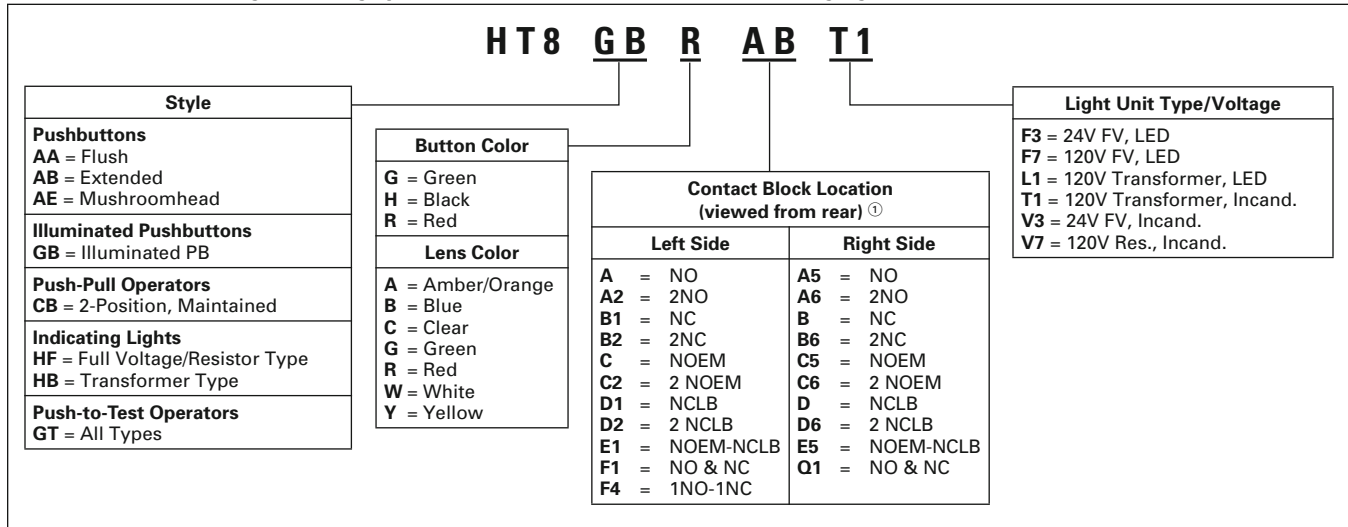 HT8 GB R AB T1
Style
Pushbuttons
AA = Flush
AB = Extended
AE = Mushroomhead
Illuminated Pushbuttons
GB = Illuminated PB
Push-Pull Operators
CB = 2-Position, Maintained
Indicating Lights
HF = Full Voltage/Resistor Type
HB = Transformer Type
Push-to-Test Operators
GT = All Types
Button Color
G = Green
H = Black
R = Red
Lens Color
A = Amber/Orange
B = Blue
C = Clear
G = Green
R = Red
W = White
Y = Yellow
Contact Block Location
(viewed from rear) ①
Left Side
A = NO
A2 = 2NO
B1 = NC
B2 = 2NC
C = NOEM
C2 = 2 NOEM
D1 = NCLB
D2 = 2 NCLB
E1 = NOEM-NCLB
F1 = NO & NC
F4 = 1NO-1NC
Right Side
A5 = NO
A6 = 2NO
B = NC
B6 = 2NC
C5 = NOEM
C6 = 2 NOEM
D = NCLB
D6 = 2 NCLB
E5 = NOEM-NCLB
Q1 = NO & NC
Light Unit Type/Voltage
F3 = 24V FV, LED
F7 = 120V FV, LED
L1 = 120V Transformer, LED
T1 = 120V Transformer, Incand.
V3 = 24V FV, Incand.
V7 = 120V Res., Incand.